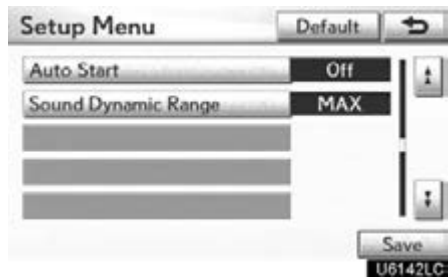 Setup Menu Default
Auto Start Off
Sound Dynamic Range MAX
Save
U6142LC